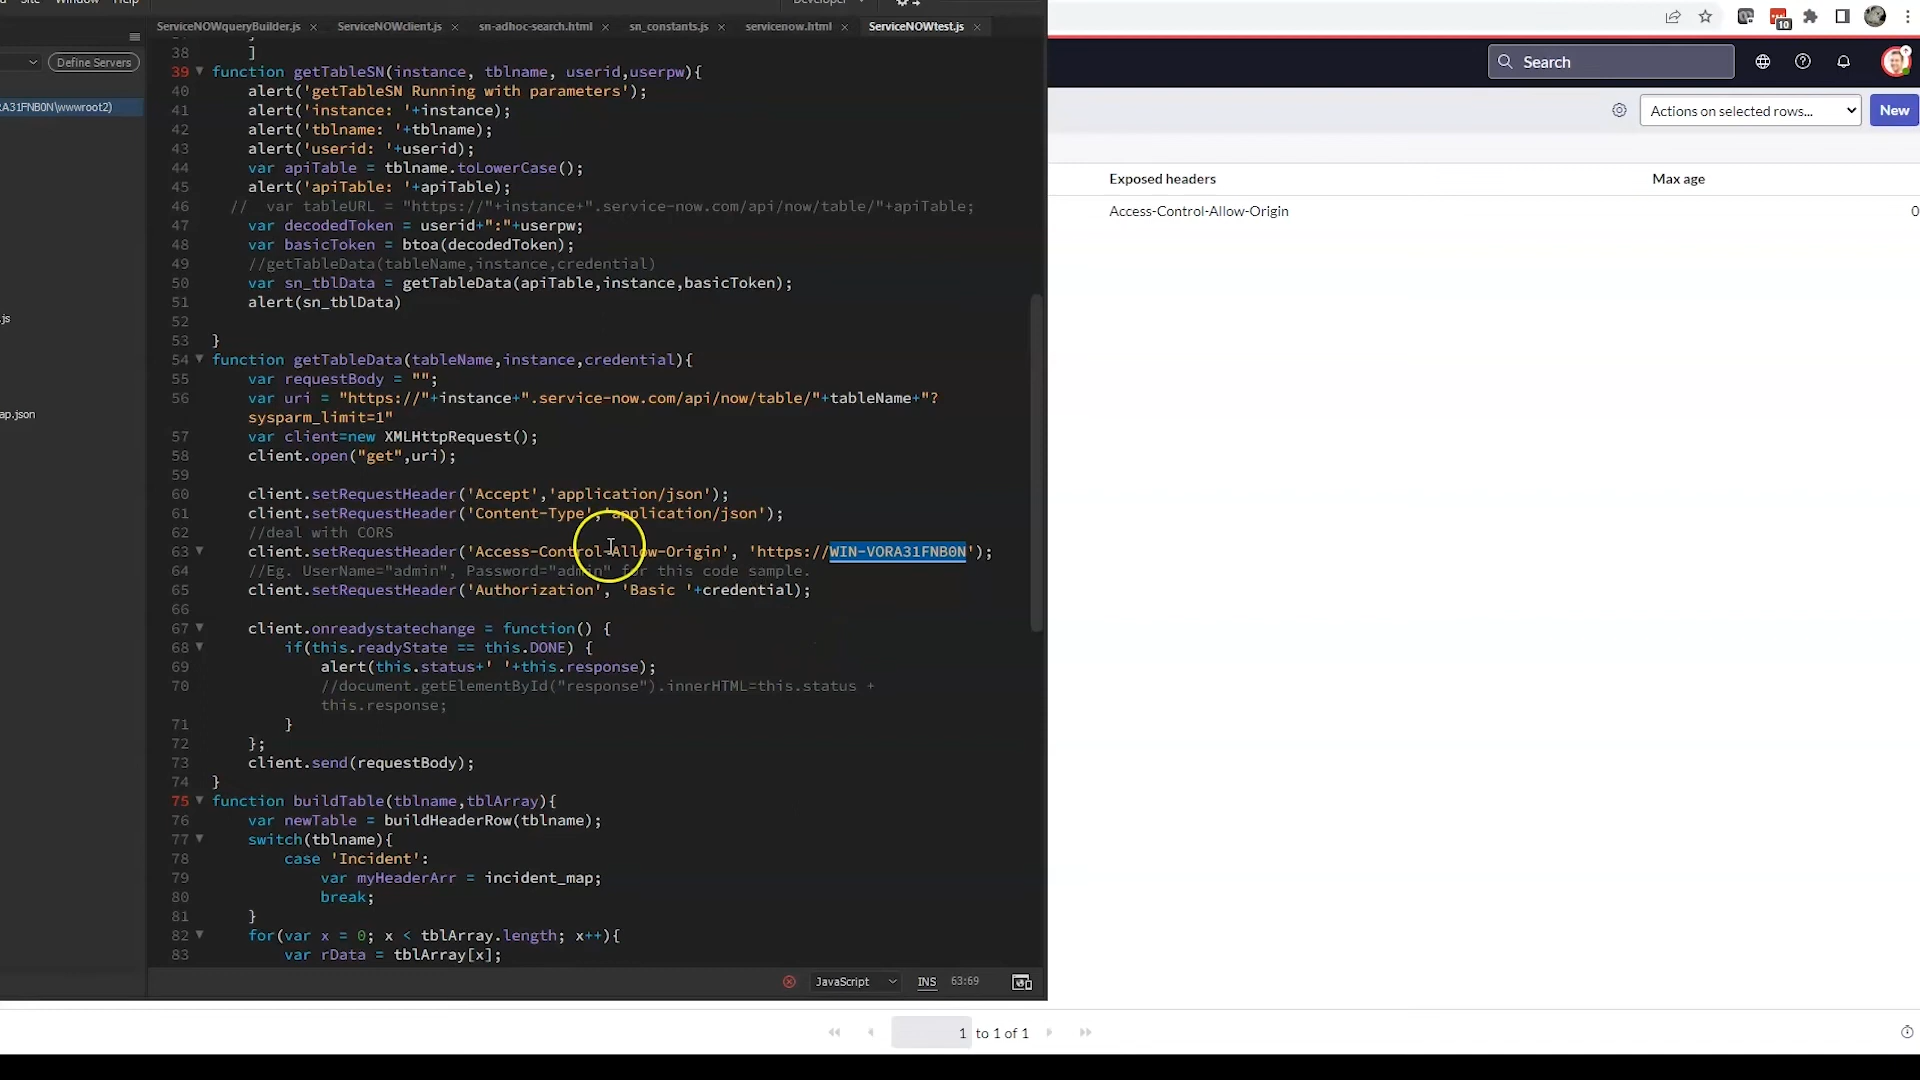 Window
Help
Developer
ServiceNOWqueryBuilder.js
ServiceNOWclient.js
sn-adhoc-search.html
sn_constants.js
servicenow.html
ServiceNOWtest.js
10
Define Servers
RA31FNB0N\wwwroot2)
.js
ap.json
38 ]
39 function getTableSN(instance, tblname, userid,userpw){
40 alert('getTableSN Running with parameters');
41 alert('instance: '+instance);
42 alert('tblname: '+tblname);
43 alert('userid: '+userid);
44 var apiTable = tblname.toLowerCase();
45 alert('apiTable: '+apiTable);
46 // var tableURL = "https://"+instance+".service-now.com/api/now/table/"+apiTable;
47 var decodedToken = userid+":"+userpw;
48 var basicToken = btoa(decodedToken);
49 //getTableData(tableName,instance,credential)
50 var sn_tblData = getTableData(apiTable,instance,basicToken);
51 alert(sn_tblData)
52
53 }
54 function getTableData(tableName,instance,credential){
55 var requestBody = "";
56 var uri = "https://"+instance+".service-now.com/api/now/table/"+tableName+"?
sysparm_limit=1"
57 var client=new XMLHttpRequest();
58 client.open("get",uri);
59
60 client.setRequestHeader('Accept','application/json');
61 client.setRequestHeader('Content-Type','application/json');
62 //deal with CORS
63 client.setRequestHeader('Access-Control-Allow-Origin', 'https://WIN-VORA31FNB0N');
64 //Eg. UserName="admin", Password="admin" for this code sample.
65 client.setRequestHeader('Authorization', 'Basic '+credential);
66
67 client.onreadystatechange = function() {
68 if(this.readyState == this.DONE) {
69 alert(this.status+' '+this.response);
70 //document.getElementById("response").innerHTML=this.status +
this.response;
71 }
72 };
73 client.send(requestBody);
74 }
75 function buildTable(tblname,tblArray){
76 var newTable = buildHeaderRow(tblname);
77 switch(tblname){
78 case 'Incident':
79 var myHeaderArr = incident_map;
80 break;
81 }
82 for(var x = 0; x < tblArray.length; x++){
83 var rData = tblArray[x];
JavaScript
INS
63:69
Search
Actions on selected rows...
New
Exposed headers
Max age
Access-Control-Allow-Origin
0
1 to 1 of 1